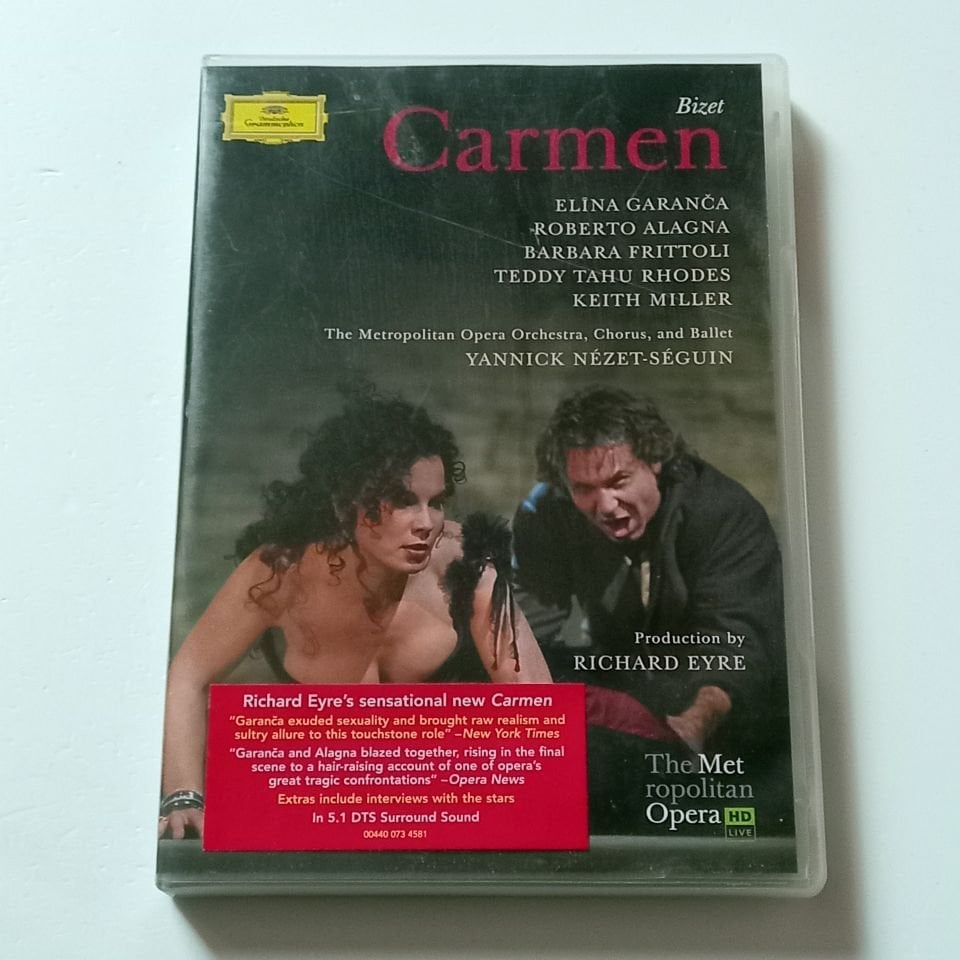 Deutsche
Grammophon
Bizet
Carmen
ELĪNA GARANČA
ROBERTO ALAGNA
BARBARA FRITTOLI
TEDDY TAHU RHODES
KEITH MILLER
The Metropolitan Opera Orchestra, Chorus, and Ballet
YANNICK NÉZET-SÉGUIN
Production by
RICHARD EYRE
Richard Eyre's sensational new Carmen
"Garanča exuded sexuality and brought raw realism and
sultry allure to this touchstone role" –New York Times
"Garanča and Alagna blazed together, rising in the final
scene to a hair-raising account of one of opera's
great tragic confrontations" –Opera News
Extras include interviews with the stars
In 5.1 DTS Surround Sound
00440 073 4581
The Met
ropolitan
Opera HD
LIVE